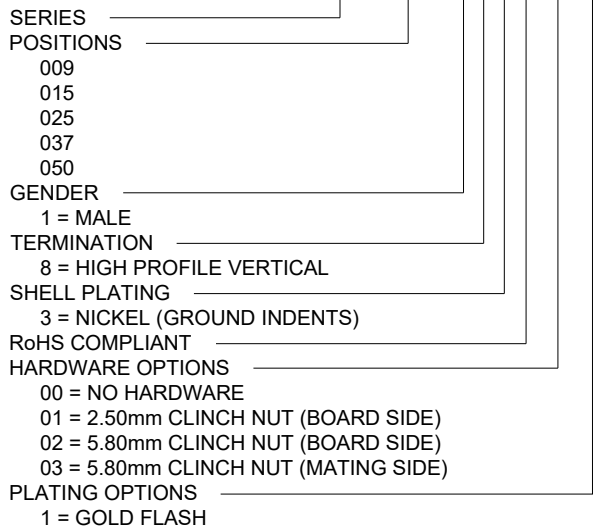 SERIES
POSITIONS
009
015
025
037
050
GENDER
1 = MALE
TERMINATION
8 = HIGH PROFILE VERTICAL
SHELL PLATING
3 = NICKEL (GROUND INDENTS)
RoHS COMPLIANT
HARDWARE OPTIONS
00 = NO HARDWARE
01 = 2.50mm CLINCH NUT (BOARD SIDE)
02 = 5.80mm CLINCH NUT (BOARD SIDE)
03 = 5.80mm CLINCH NUT (MATING SIDE)
PLATING OPTIONS
1 = GOLD FLASH